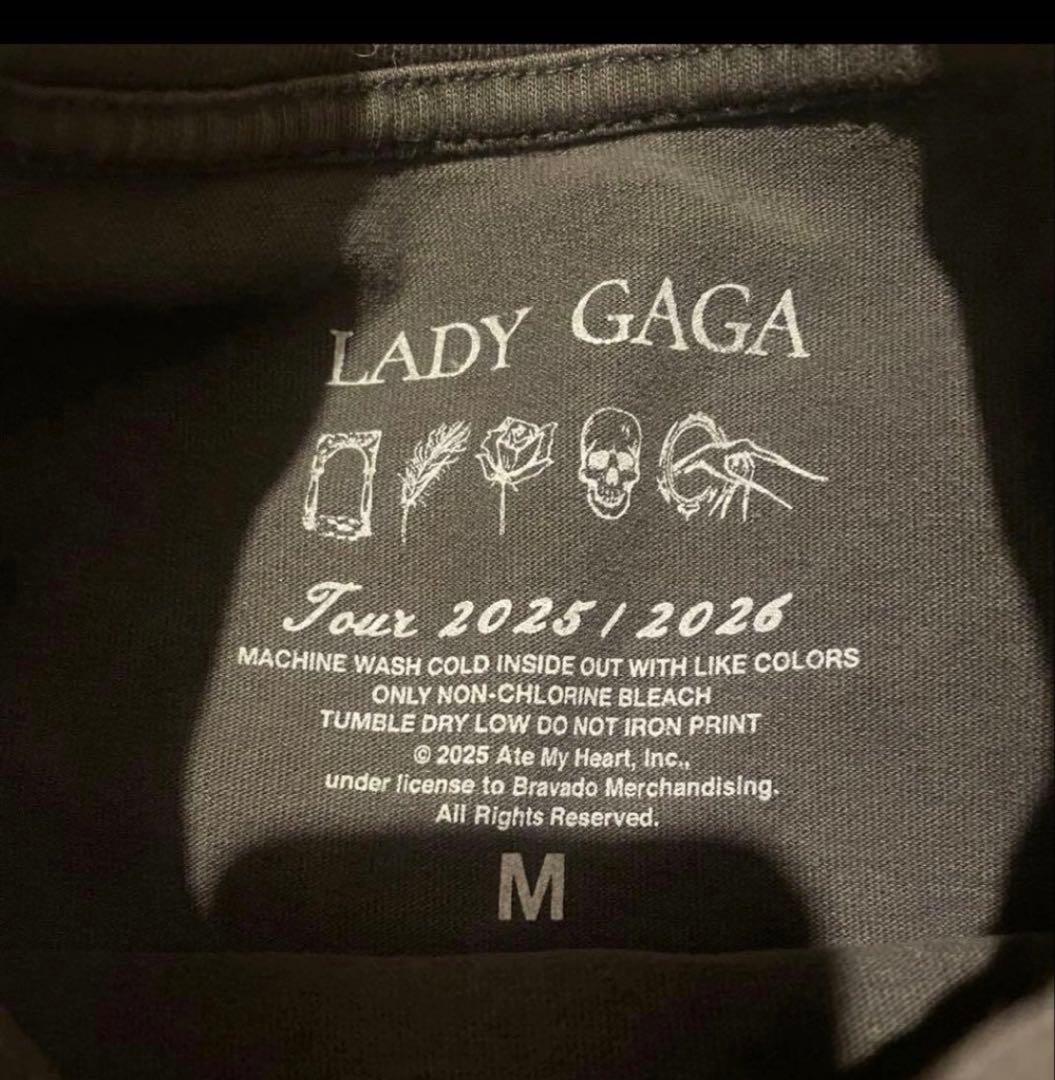 LADY GAGA
Tour 2025 / 2026
MACHINE WASH COLD INSIDE OUT WITH LIKE COLORS
ONLY NON-CHLORINE BLEACH
TUMBLE DRY LOW DO NOT IRON PRINT
© 2025 Ate My Heart, Inc.,
under license to Bravado Merchandising.
All Rights Reserved.
M